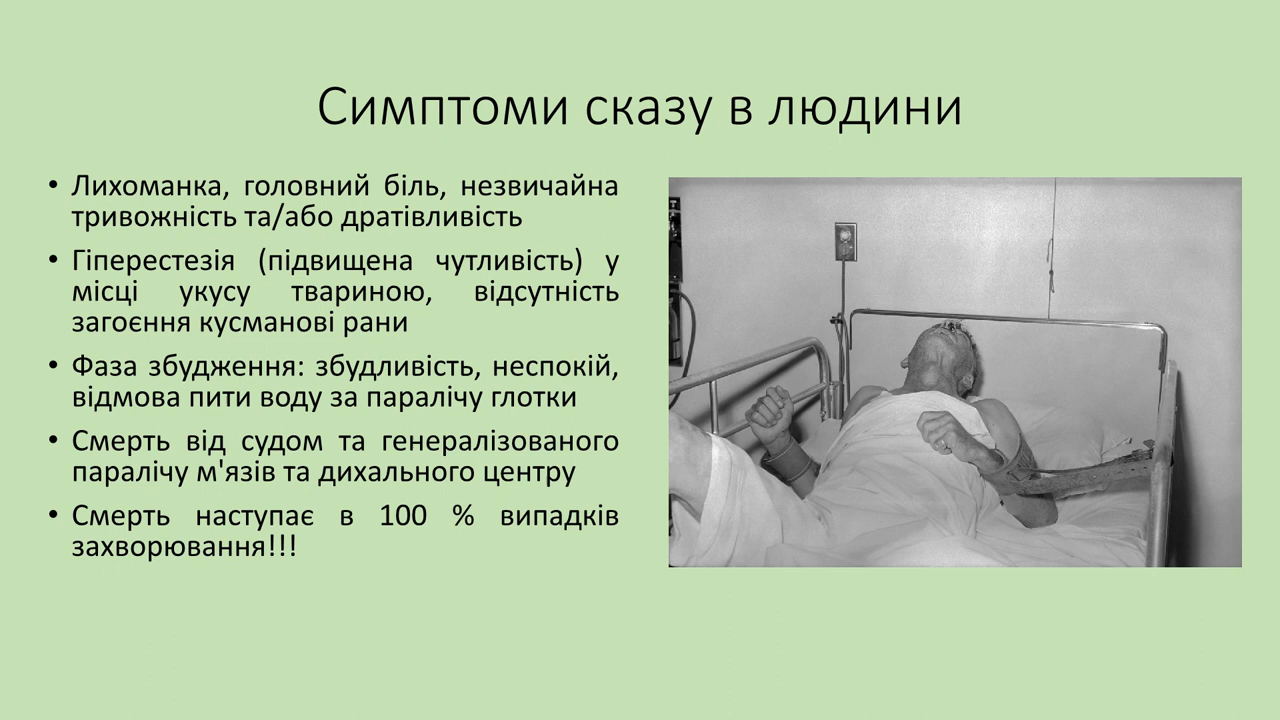 Симптоми сказу в людини
• Лихоманка, головний біль, незвичайна
тривожність та/або дратівливість
• Гіперестезія (підвищена чутливість) у
місці укусу твариною, відсутність
загоєння кусманові рани
• Фаза збудження: збудливість, неспокій,
відмова пити воду за паралічу глотки
• Смерть від судом та генералізованого
паралічу м'язів та дихального центру
• Смерть наступає в 100 % випадків
захворювання!!!